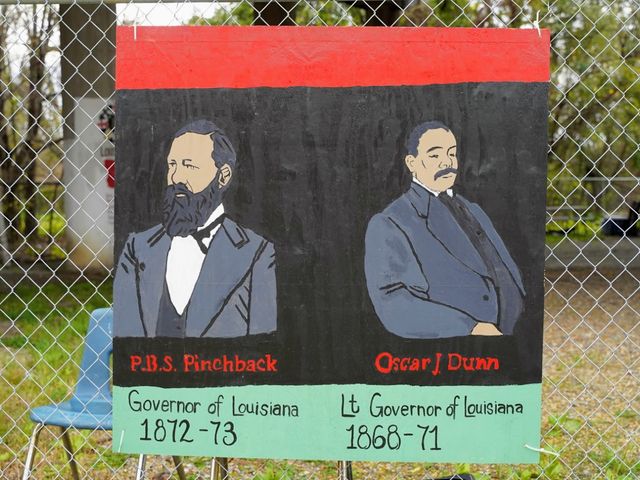 P.B.S. Pinchback
Oscar J. Dunn
Governor of Louisiana
1872-73
Lt Governor of Louisiana
1868-71